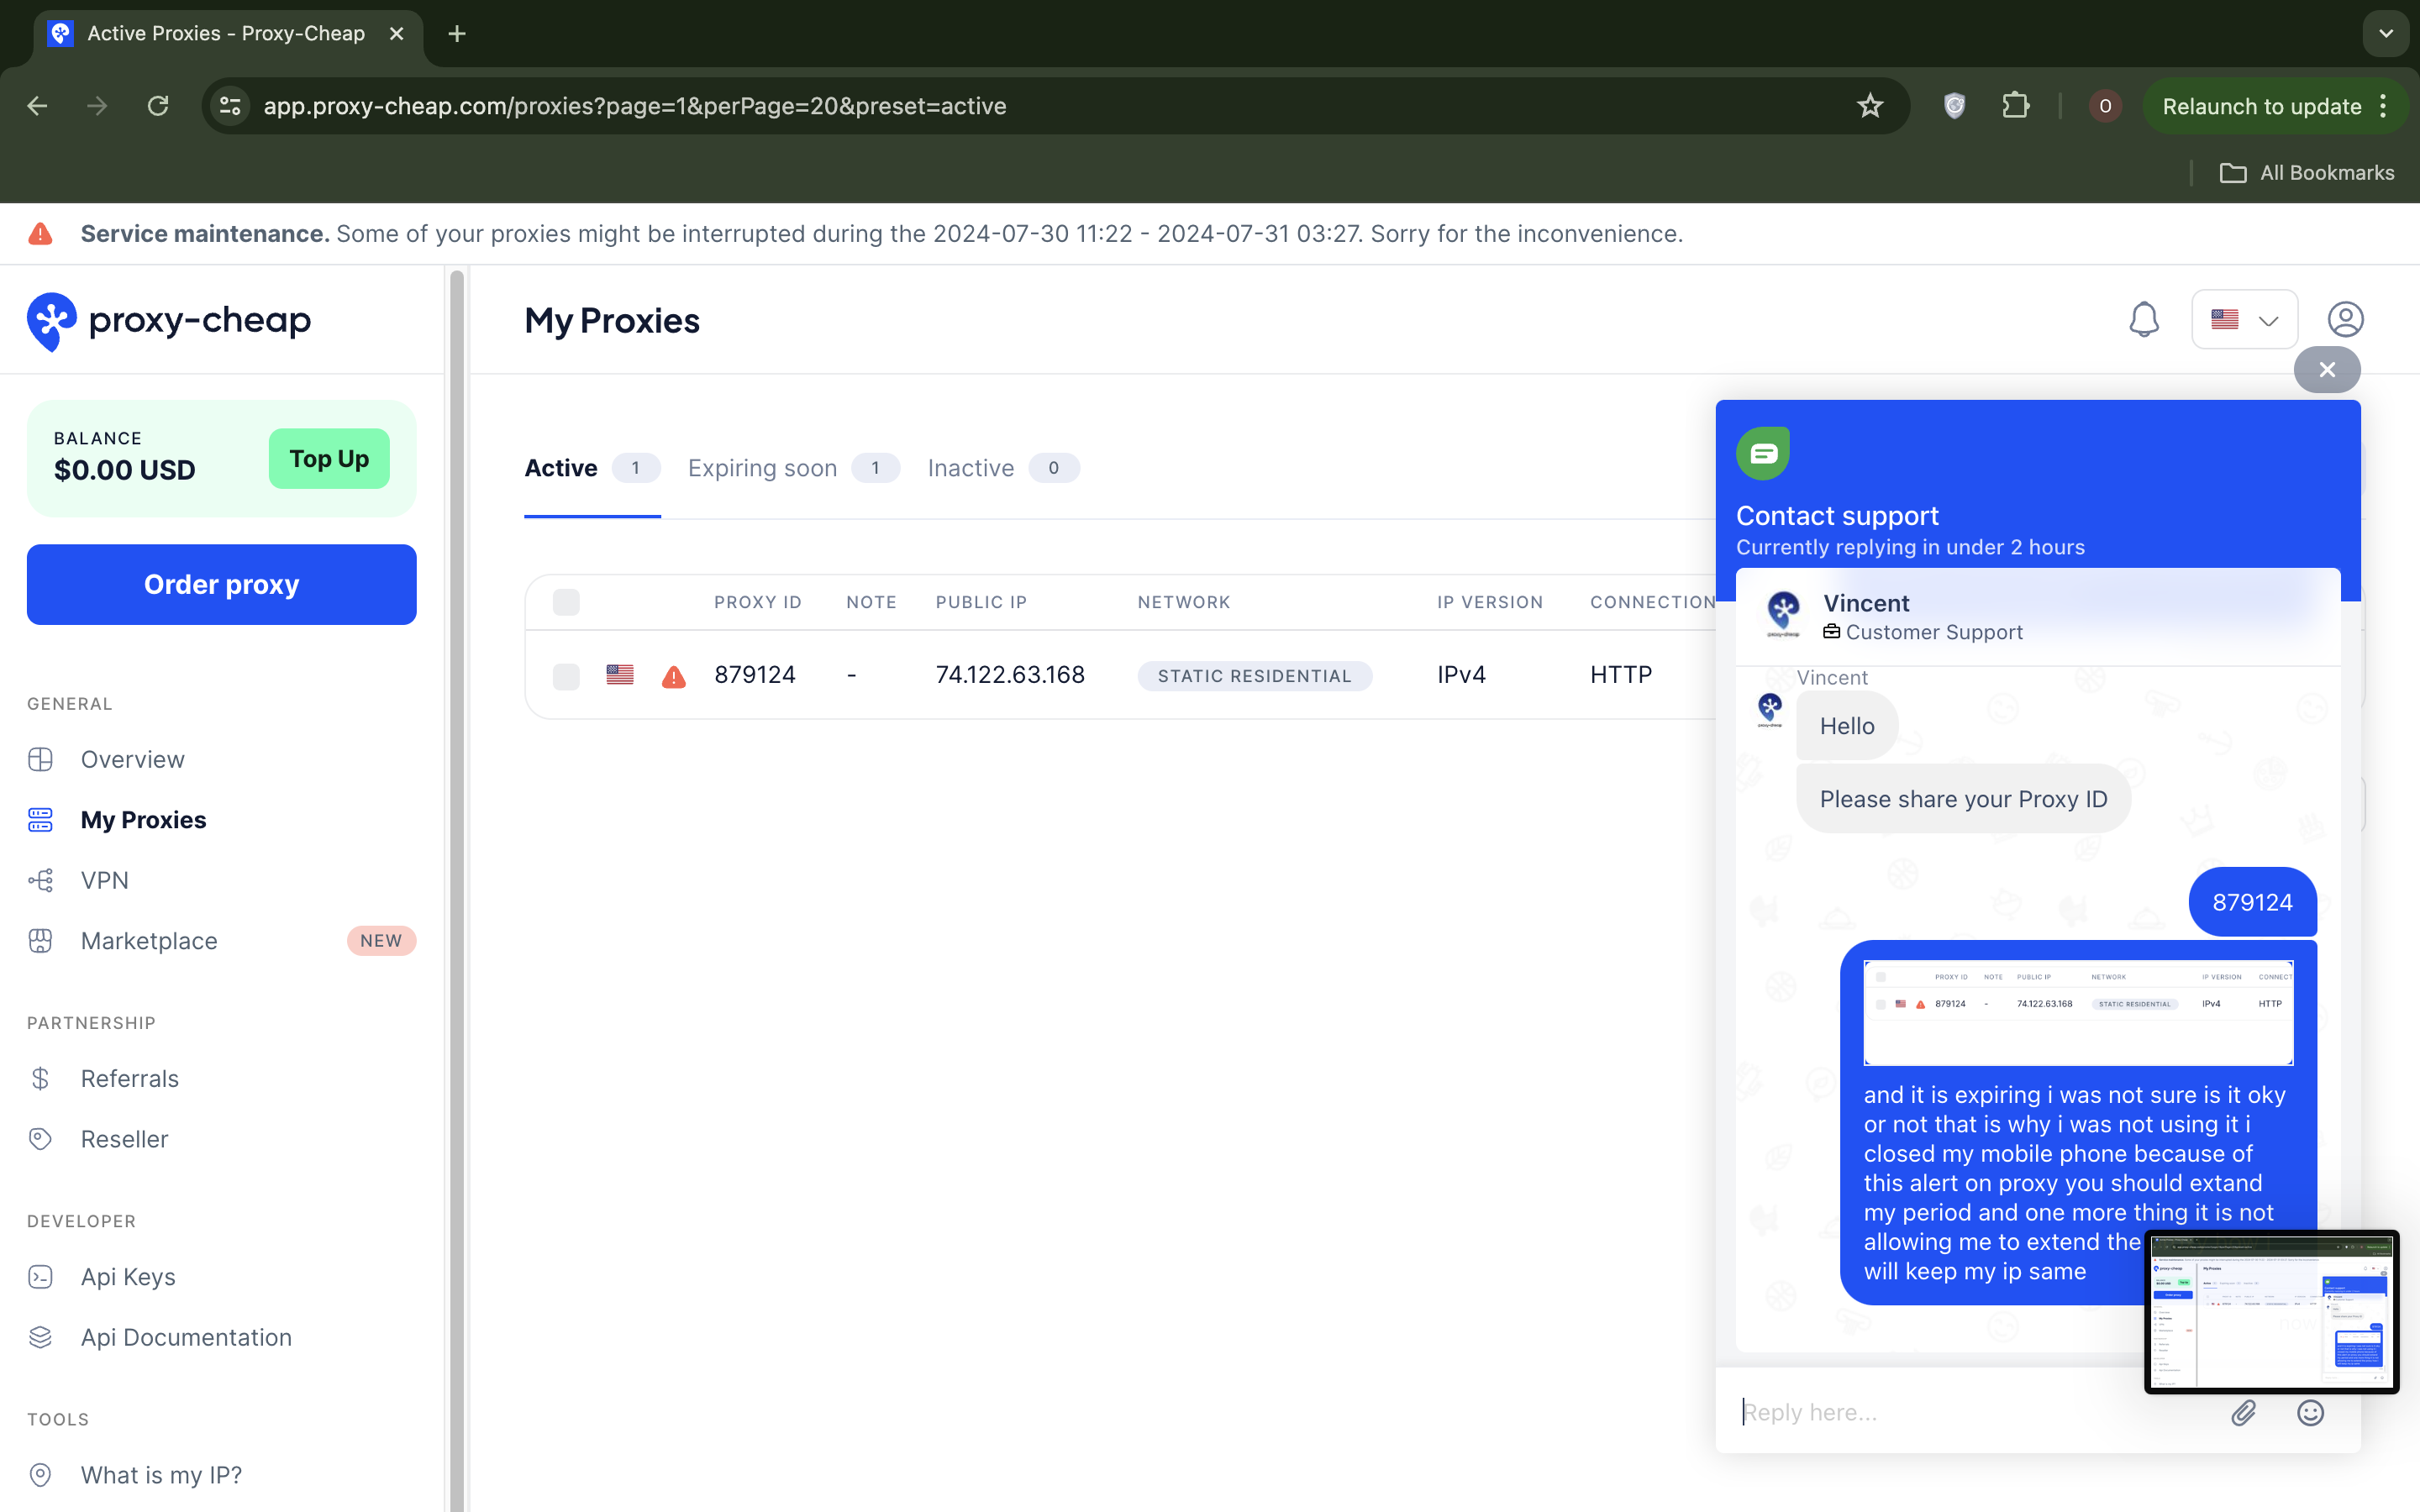 Active Proxies - Proxy-Cheap
app.proxy-cheap.com/proxies?page=1&perPage=20&preset=active
O
Relaunch to update
All Bookmarks
Service maintenance. Some of your proxies might be interrupted during the 2024-07-30 11:22 - 2024-07-31 03:27. Sorry for the inconvenience.
proxy-cheap
My Proxies
BALANCE
$0.00 USD
Top Up
Order proxy
GENERAL
Overview
My Proxies
VPN
Marketplace NEW
PARTNERSHIP
Referrals
Reseller
DEVELOPER
Api Keys
Api Documentation
TOOLS
What is my IP?
Active 1 Expiring soon 1 Inactive 0
PROXY ID NOTE PUBLIC IP NETWORK IP VERSION CONNECTION
879124 - 74.122.63.168 STATIC RESIDENTIAL IPv4 HTTP
Contact support
Currently replying in under 2 hours
Vincent
Customer Support
Vincent
Hello
Please share your Proxy ID
879124
PROXY ID NOTE PUBLIC IP NETWORK IP VERSION CONNECT
879124 - 74.122.63.168 STATIC RESIDENTIAL IPv4 HTTP
and it is expiring i was not sure is it oky
or not that is why i was not using it i
closed my mobile phone because of
this alert on proxy you should extand
my period and one more thing it is not
allowing me to extend the
will keep my ip same
Reply here...